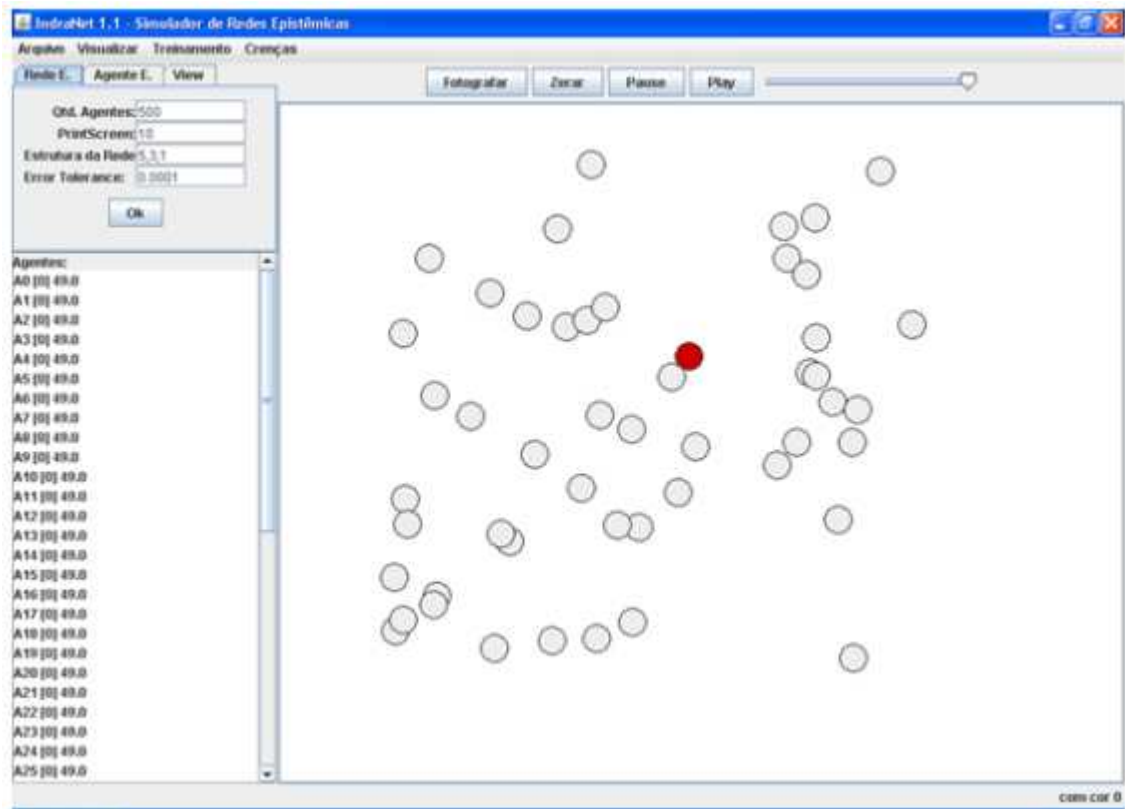 IndraNet 1.1 - Simulador de Redes Epistêmicas
Arquivo Visualizar Treinamento Crenças
Rede E. Agente E. View
Fotografar Zerar Pause Play
Qtd. Agentes: 500
PrintScreen: 10
Estrutura da Rede 5,3,1
Error Tolerance: 0.0001
Ok
Agentes:
A0 [0] 49.0
A1 [0] 49.0
A2 [0] 49.0
A3 [0] 49.0
A4 [0] 49.0
A5 [0] 49.0
A6 [0] 49.0
A7 [0] 49.0
A8 [0] 49.0
A9 [0] 49.0
A10 [0] 49.0
A11 [0] 49.0
A12 [0] 49.0
A13 [0] 49.0
A14 [0] 49.0
A15 [0] 49.0
A16 [0] 49.0
A17 [0] 49.0
A18 [0] 49.0
A19 [0] 49.0
A20 [0] 49.0
A21 [0] 49.0
A22 [0] 49.0
A23 [0] 49.0
A24 [0] 49.0
A25 [0] 49.0
com cor 0